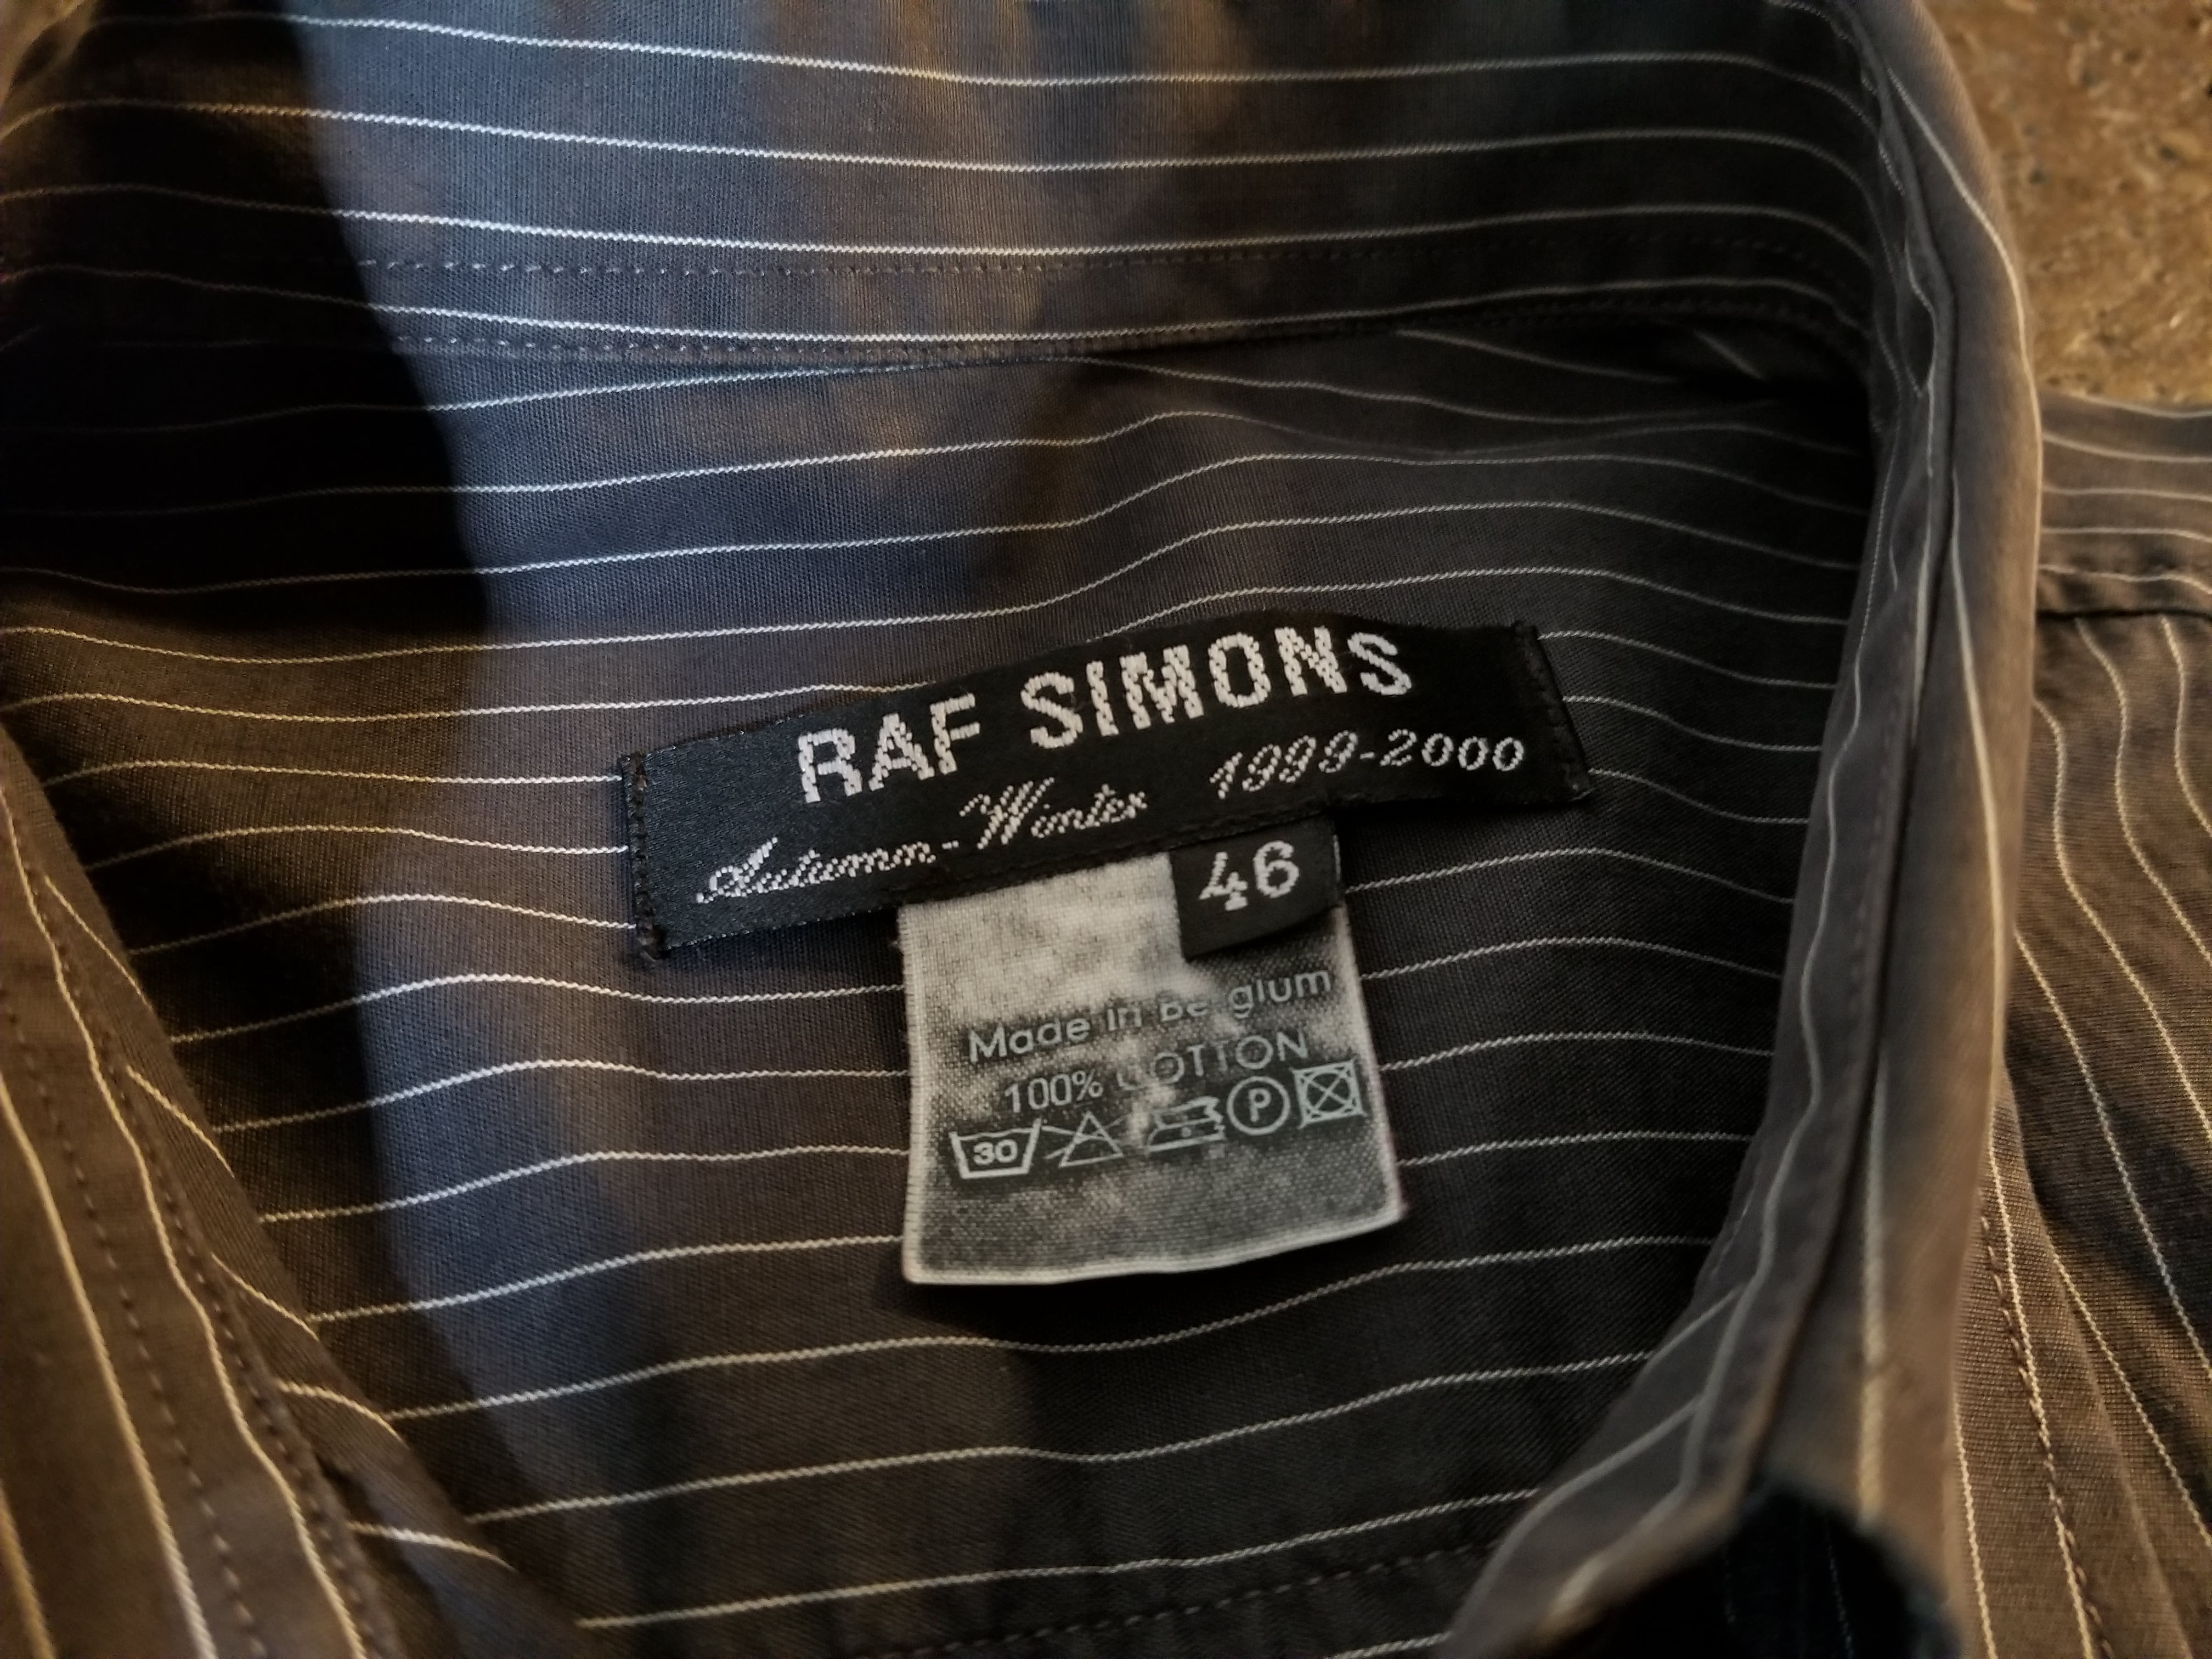 RAF SIMONS
Autumn-Winter 1999-2000
46
Made in Belgium
100% COTTON
30 P